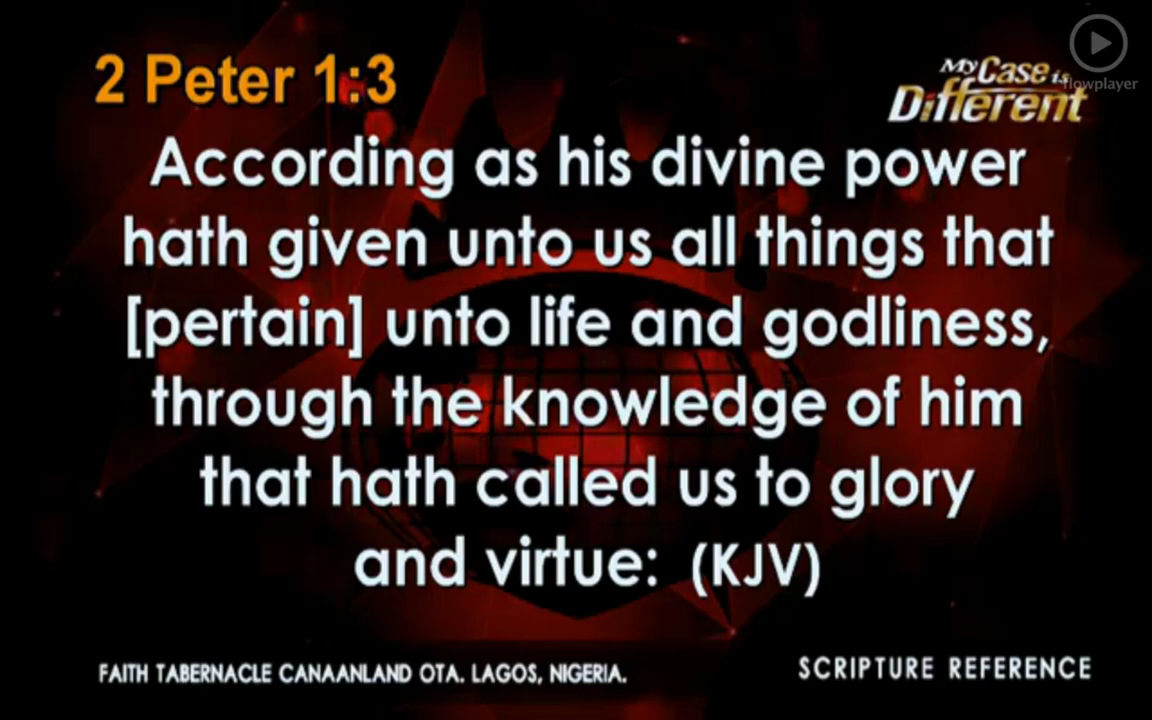 2 Peter 1:3
My Case is
Different
flowplayer
According as his divine power
hath given unto us all things that
[pertain] unto life and godliness,
through the knowledge of him
that hath called us to glory
and virtue: (KJV)
FAITH TABERNACLE CANAANLAND OTA. LAGOS, NIGERIA.
SCRIPTURE REFERENCE